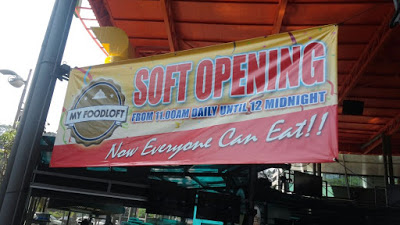 SOFT OPENING
MY FOODLOFT
FROM 11.00AM DAILY UNTIL 12 MIDNIGHT
Now Everyone Can Eat!!